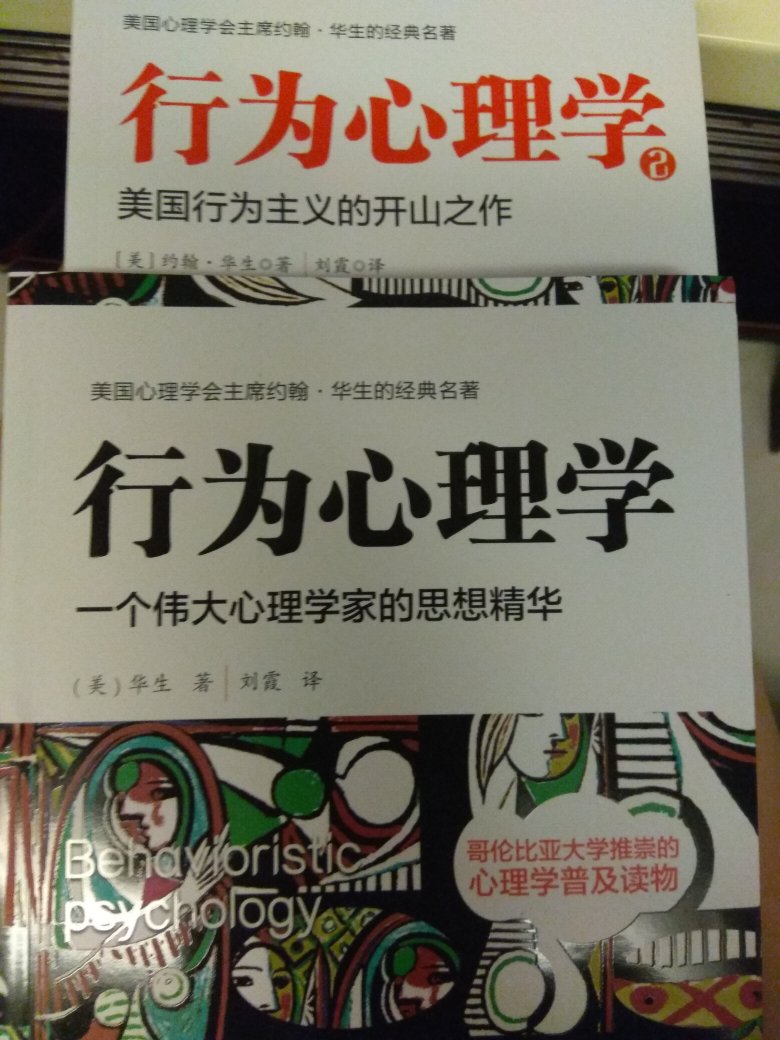 美国心理学会主席约翰·华生的经典名著
行为心理学2
美国行为主义的开山之作
[美]约翰·华生◎著 | 刘霞◎译
美国心理学会主席约翰·华生的经典名著
行为心理学
一个伟大心理学家的思想精华
(美)华生 著 | 刘霞 译
Behavioristic
psychology
哥伦比亚大学推崇的
心理学普及读物